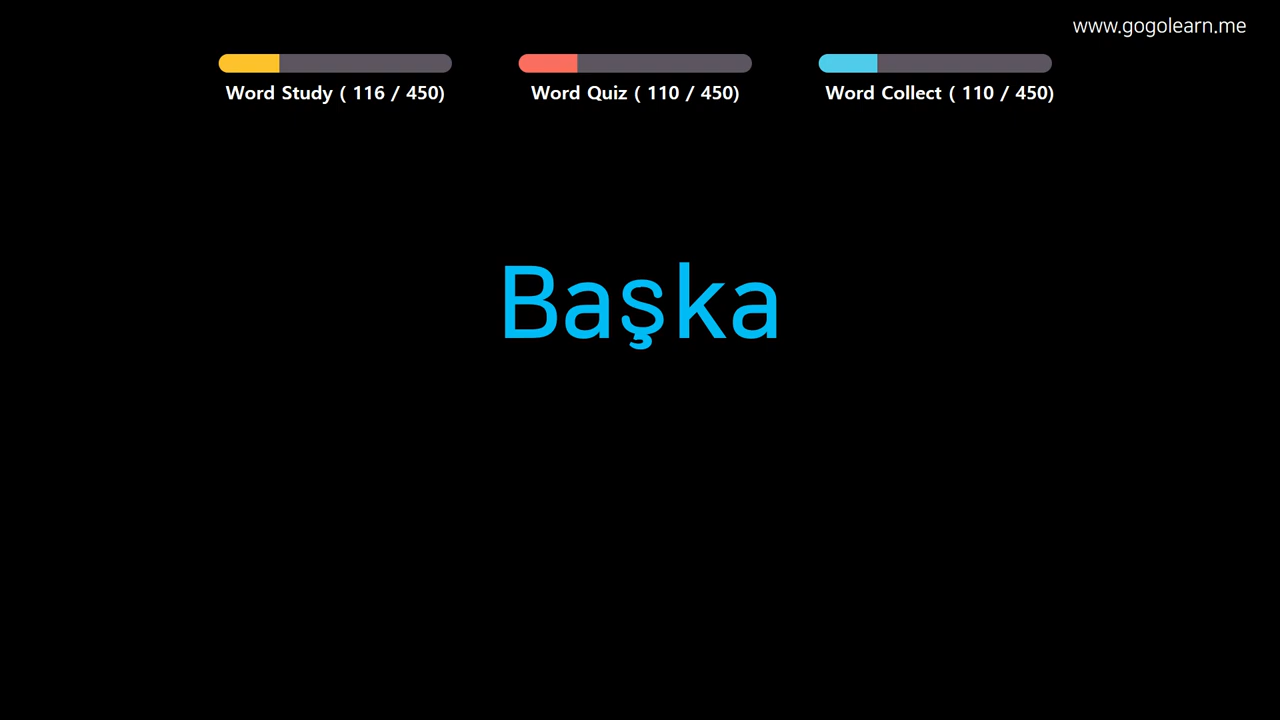 www.gogolearn.me
Word Study ( 116 / 450)
Word Quiz ( 110 / 450)
Word Collect ( 110 / 450)
Başka